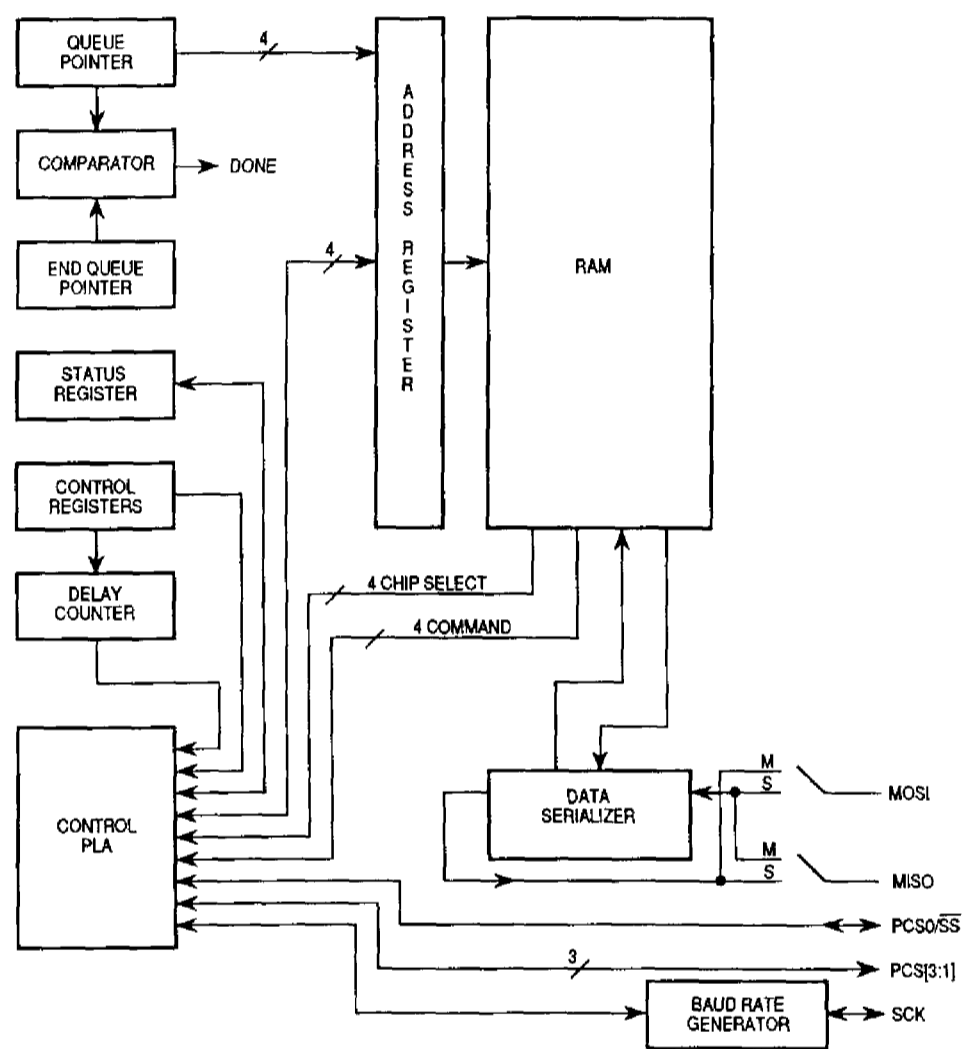 QUEUE
POINTER
4
COMPARATOR
DONE
END QUEUE
POINTER
4
ADDRESS REGISTER
RAM
STATUS
REGISTER
CONTROL
REGISTERS
DELAY
COUNTER
4 CHIP SELECT
4 COMMAND
CONTROL
PLA
DATA
SERIALIZER
M
S
MOSI
M
S
MISO
PCS0/S̅S̅
3
PCS[3:1]
BAUD RATE
GENERATOR
SCK